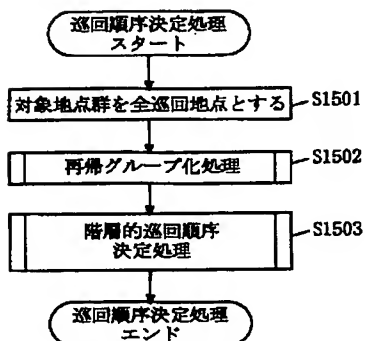 巡回順序決定処理
スタート
対象地点群を全巡回地点とする
S1501
再帰グループ化処理
S1502
階層的巡回順序
決定処理
S1503
巡回順序決定処理
エンド